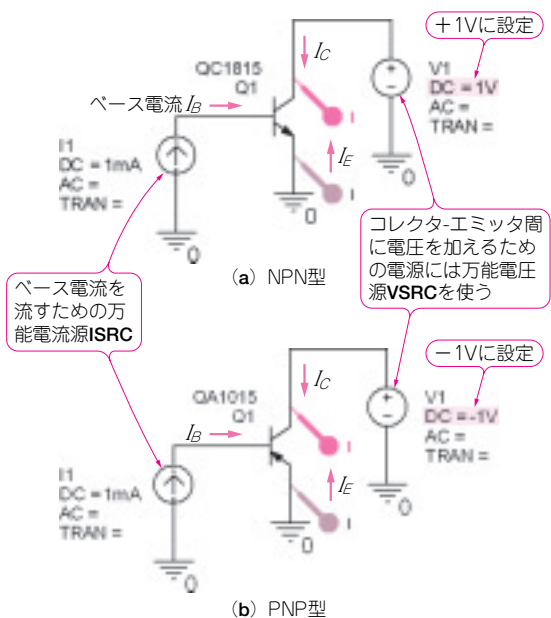 +1Vに設定
QC1815
Q1
I_C
V1
DC = 1V
AC =
TRAN =
ベース電流 I_B
I
I1
DC = 1mA
AC =
TRAN =
I_E
I
0
0
0
(a) NPN型
コレクタ-エミッタ間
に電圧を加えるため
の電源には万能電圧
源VSRCを使う
ベース電流を
流すための万
能電流源ISRC
−1Vに設定
QA1015
Q1
I_C
V1
DC = -1V
AC =
TRAN =
I_B
I
I1
DC = 1mA
AC =
TRAN =
I_E
I
0
0
0
(b) PNP型